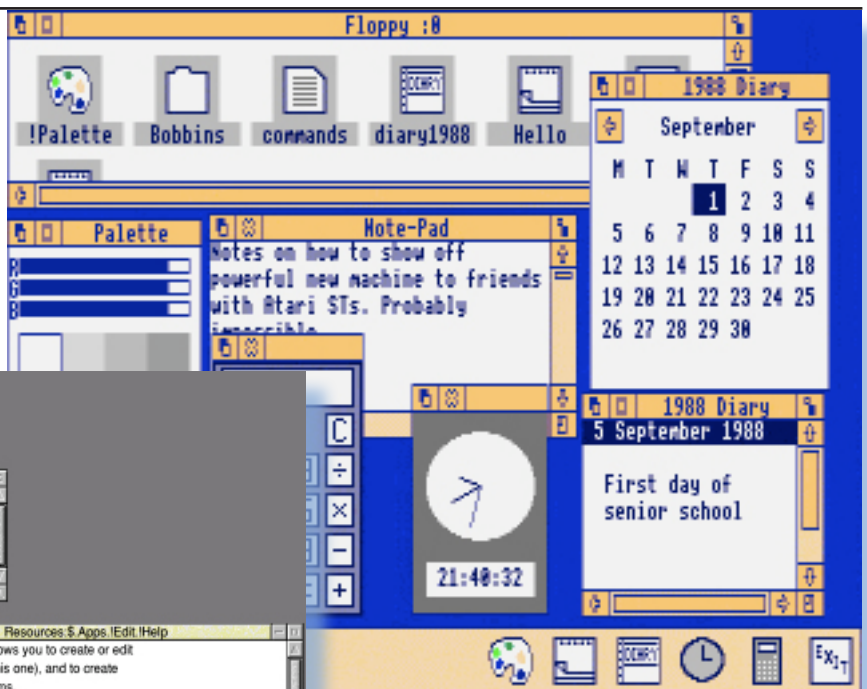 Floppy :0
!Palette Bobbins commands diary1988 Hello
1988 Diary
September
M T W T F S S
1 2 3 4
5 6 7 8 9 10 11
12 13 14 15 16 17 18
19 20 21 22 23 24 25
26 27 28 29 30
Palette
R
G
B
Note-Pad
Notes on how to show off
powerful new machine to friends
with Atari STs. Probably
impossible
C
÷
×
-
+
21:40:32
1988 Diary
5 September 1988
First day of
senior school
Resources:$.Apps.!Edit.!Help
ows you to create or edit
is one), and to create
DIARY
DIARY
EXIT